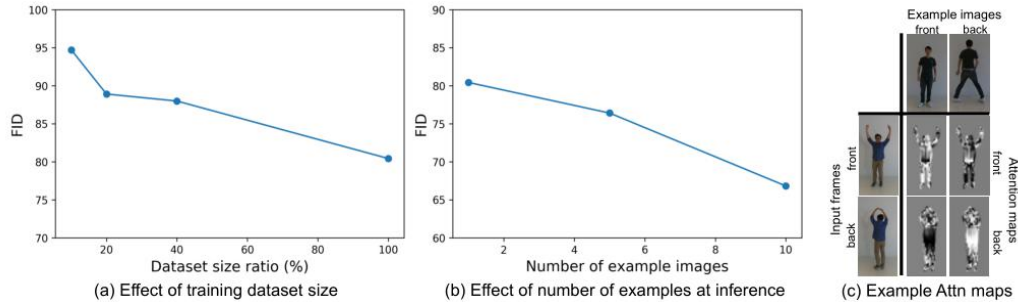 100
95
90
85
80
75
70
FID
20
40
60
80
100
Dataset size ratio (%)
(a) Effect of training dataset size
90
85
80
75
70
65
60
FID
2
4
6
8
10
Number of example images
(b) Effect of number of examples at inference
Example images
front back
Input frames
front
back
Attention maps
front
back
(c) Example Attn maps